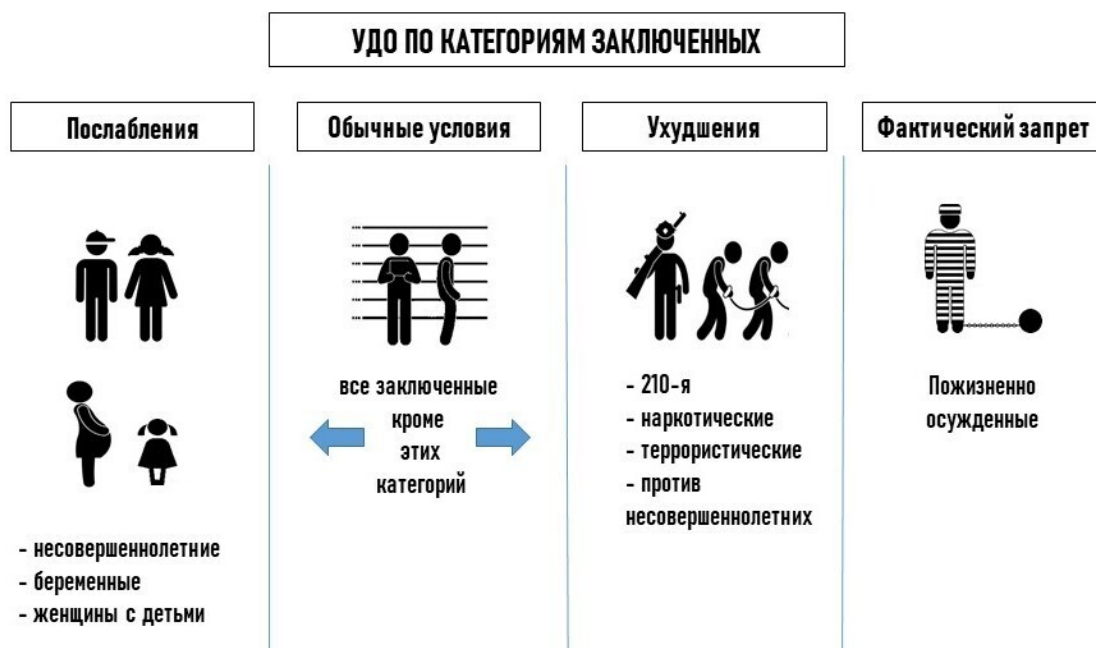 УДО ПО КАТЕГОРИЯМ ЗАКЛЮЧЕННЫХ
Послабления
- несовершеннолетние
- беременные
- женщины с детьми
Обычные условия
все заключенные
кроме
этих
категорий
Ухудшения
- 210-я
- наркотические
- террористические
- против
несовершеннолетних
Фактический запрет
Пожизненно
осужденные